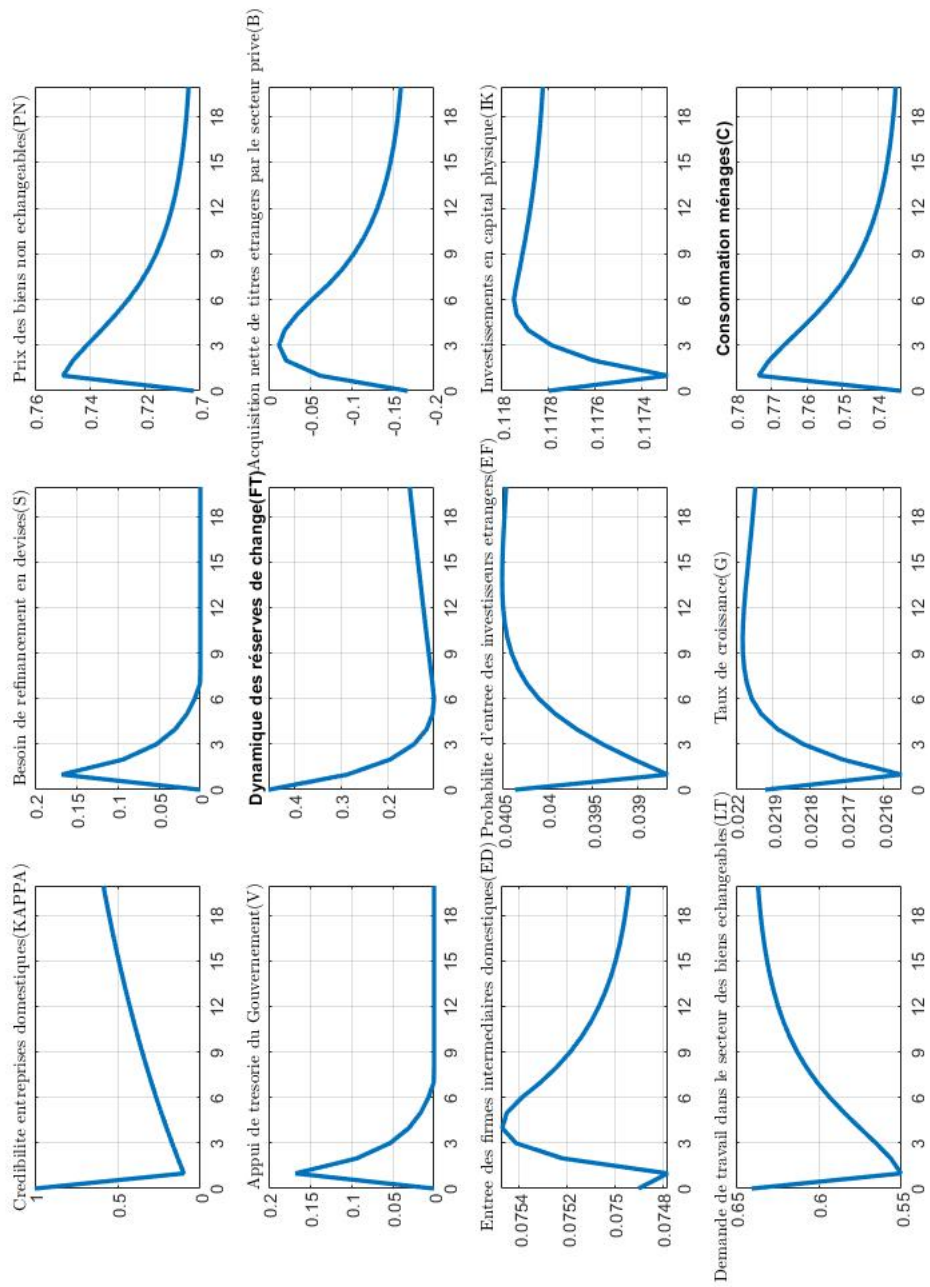 Credibilite entreprises domestiques(KAPPA)
1
0.5
0
0 3 6 9 12 15 18
Besoin de refinancement en devises(S)
0.2
0.15
0.1
0.05
0
0 3 6 9 12 15 18
Prix des biens non echangeables(PN)
0.76
0.74
0.72
0.7
0 3 6 9 12 15 18
Appui de tresorie du Gouvernement(V)
0.2
0.15
0.1
0.05
0
0 3 6 9 12 15 18
Dynamique des réserves de change(FT)
0.4
0.3
0.2
0 3 6 9 12 15 18
Acquisition nette de titres etrangers par le secteur prive(B)
0
-0.05
-0.1
-0.15
-0.2
0 3 6 9 12 15 18
Entree des firmes intermediaires domestiques(ED)
0.0754
0.0752
0.075
0.0748
0 3 6 9 12 15 18
Probabilite d'entree des investisseurs etrangers(EF)
0.0405
0.04
0.0395
0.039
0 3 6 9 12 15 18
Investissements en capital physique(IK)
0.118
0.1178
0.1176
0.1174
0 3 6 9 12 15 18
Demande de travail dans le secteur des biens echangeables(LT)
0.65
0.6
0.55
0 3 6 9 12 15 18
Taux de croissance(G)
0.022
0.0219
0.0218
0.0217
0.0216
0 3 6 9 12 15 18
Consommation ménages(C)
0.78
0.77
0.76
0.75
0.74
0 3 6 9 12 15 18